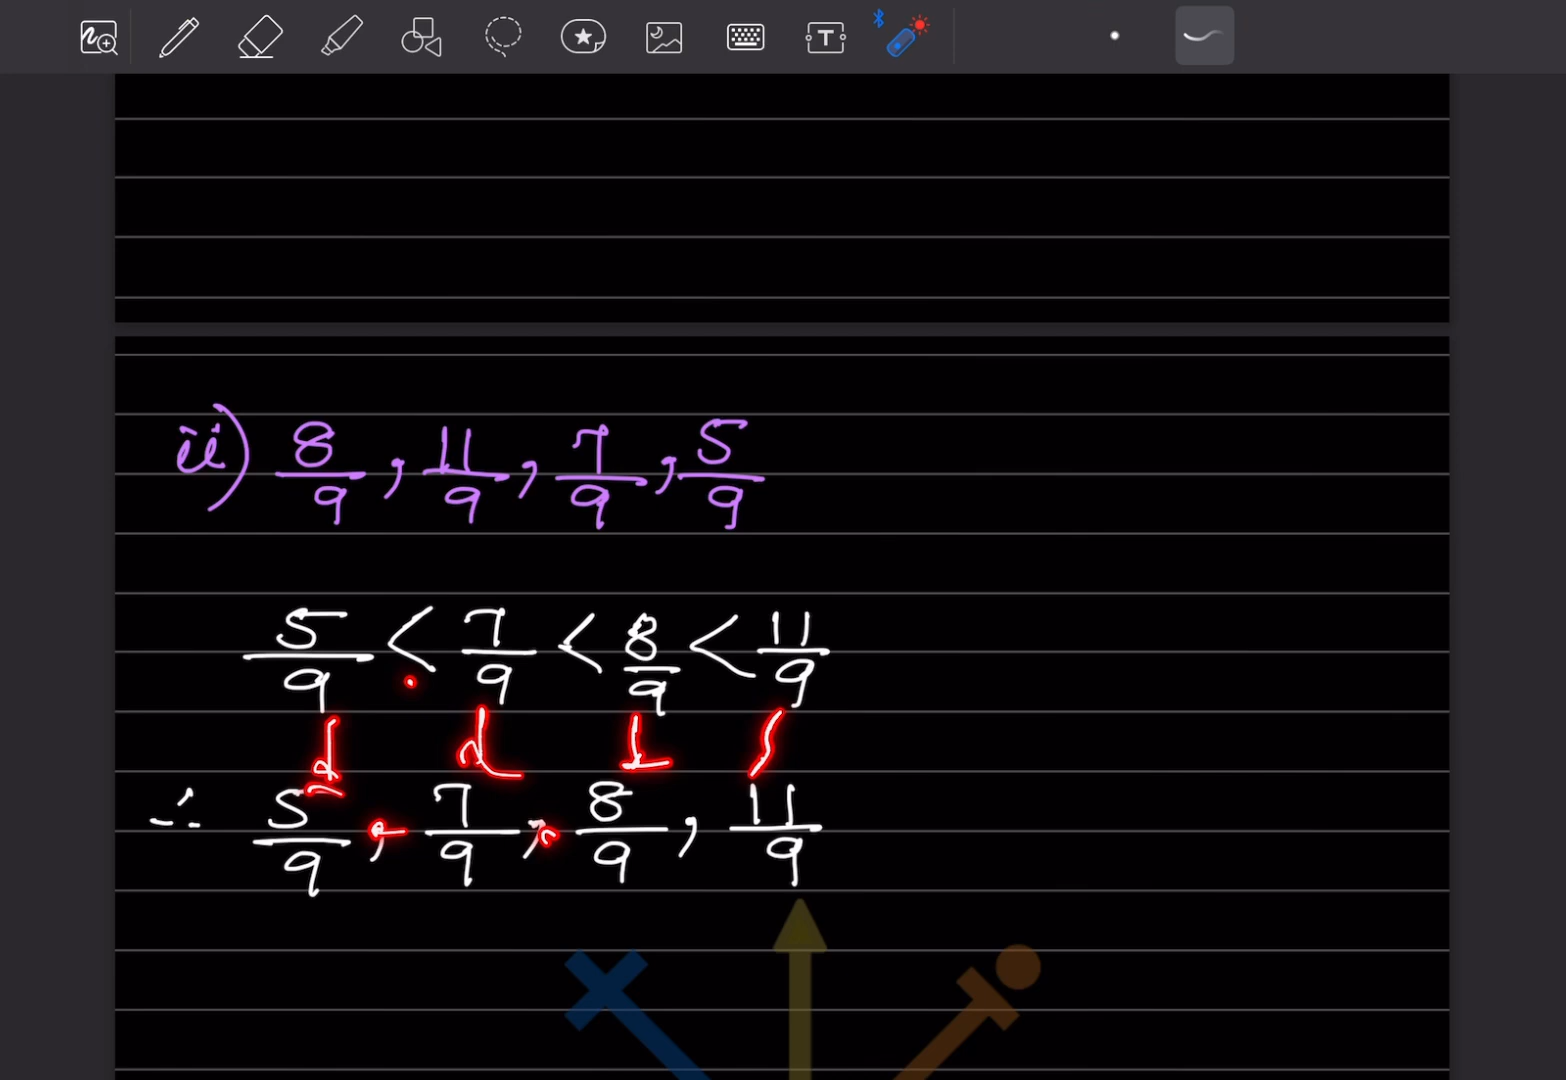 ii) 8/9, 11/9, 7/9, 5/9
5/9 < 7/9 < 8/9 < 11/9
∴ 5/9, 7/9, 8/9, 11/9